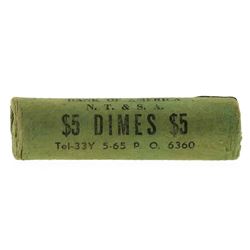 BANK OF AMERICA
N. T. & S. A.
$5 DIMES $5
Tel-33Y 5-65 P. O. 6360